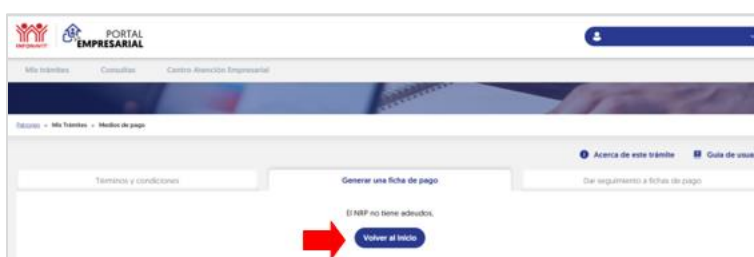 INFONAVIT
PORTAL
EMPRESARIAL
Mis trámites Consultas Centro Atención Empresarial
Patrones » Mis Trámites » Medios de pago
Acerca de este trámite Guía de usua
Términos y condiciones Generar una ficha de pago Dar seguimiento a fichas de pago
El NRP no tiene adeudos.
Volver al inicio